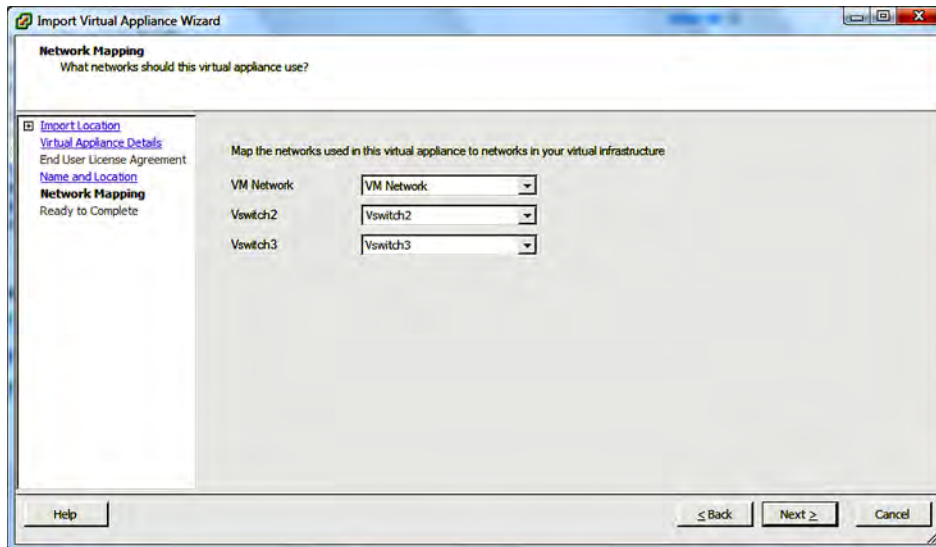 Import Virtual Appliance Wizard
Network Mapping
What networks should this virtual appliance use?
Import Location
Virtual Appliance Details
End User License Agreement
Name and Location
Network Mapping
Ready to Complete
Map the networks used in this virtual appliance to networks in your virtual infrastructure
VM Network VM Network
Vswitch2 Vswitch2
Vswitch3 Vswitch3
Help < Back Next > Cancel